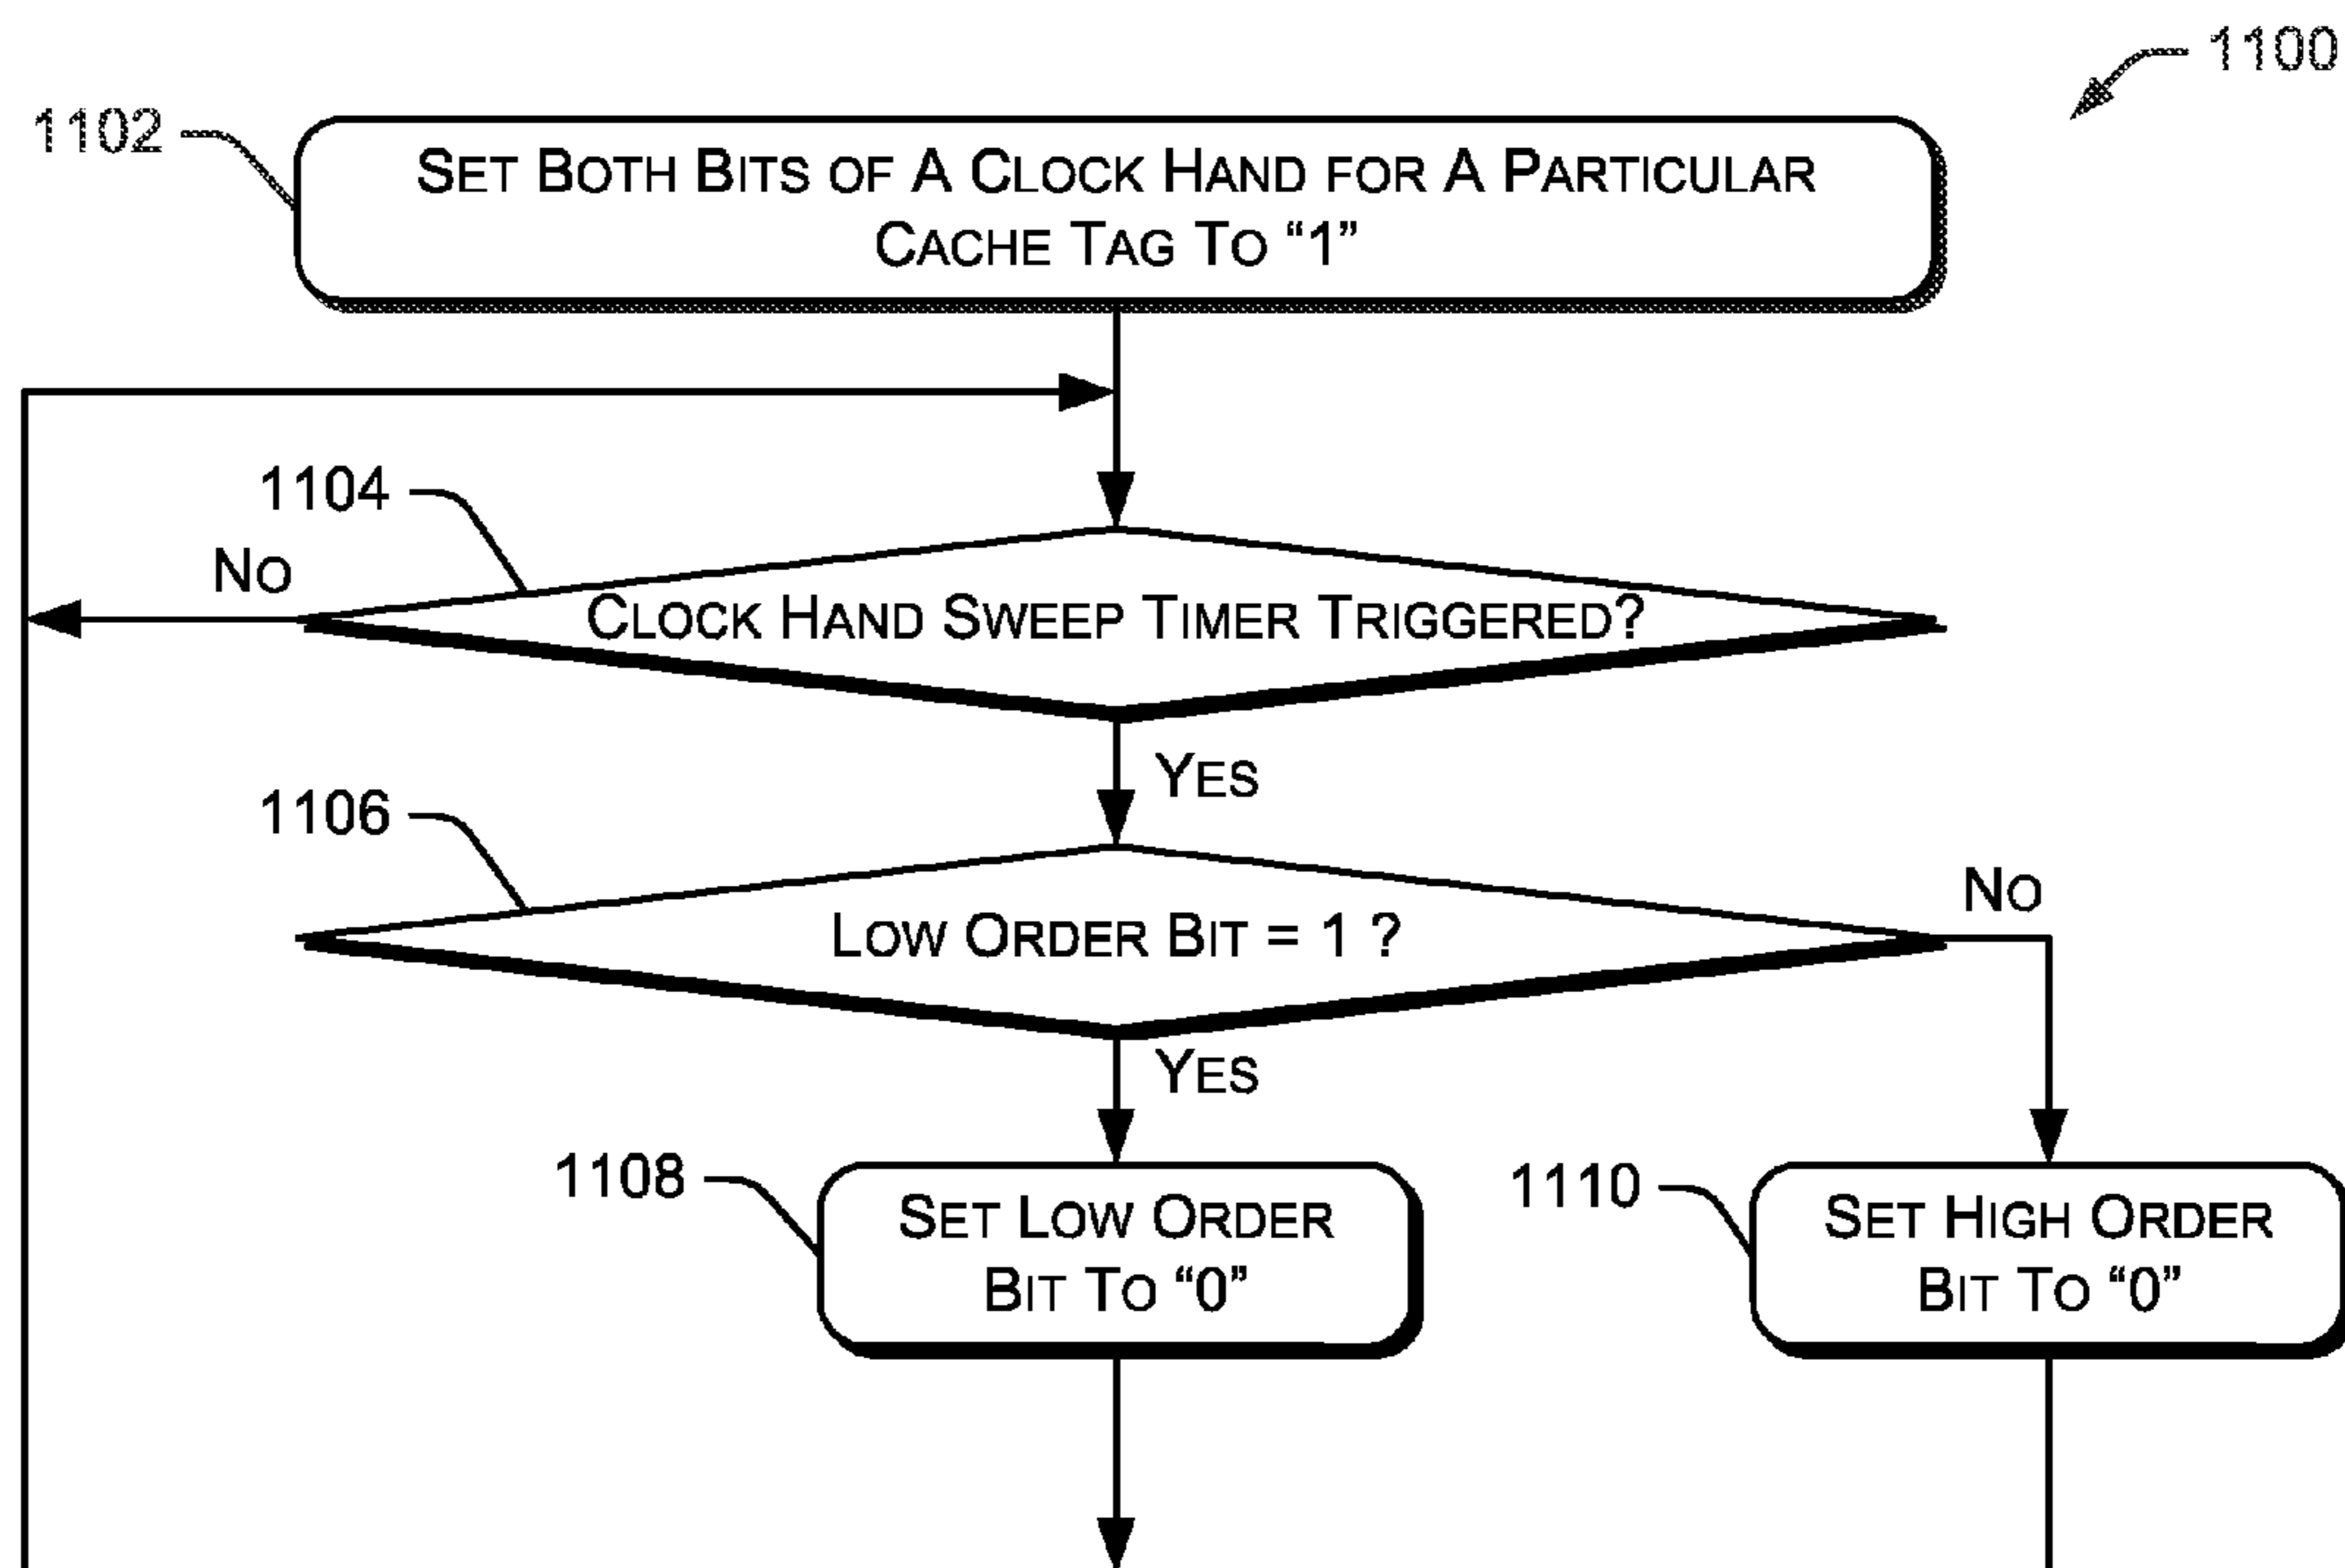 1100
1102
Set Both Bits of A Clock Hand for A Particular
Cache Tag To “1”
1104
No
Clock Hand Sweep Timer Triggered?
Yes
1106
No
Low Order Bit = 1 ?
Yes
1108
Set Low Order
Bit To “0”
1110
Set High Order
Bit To “0”